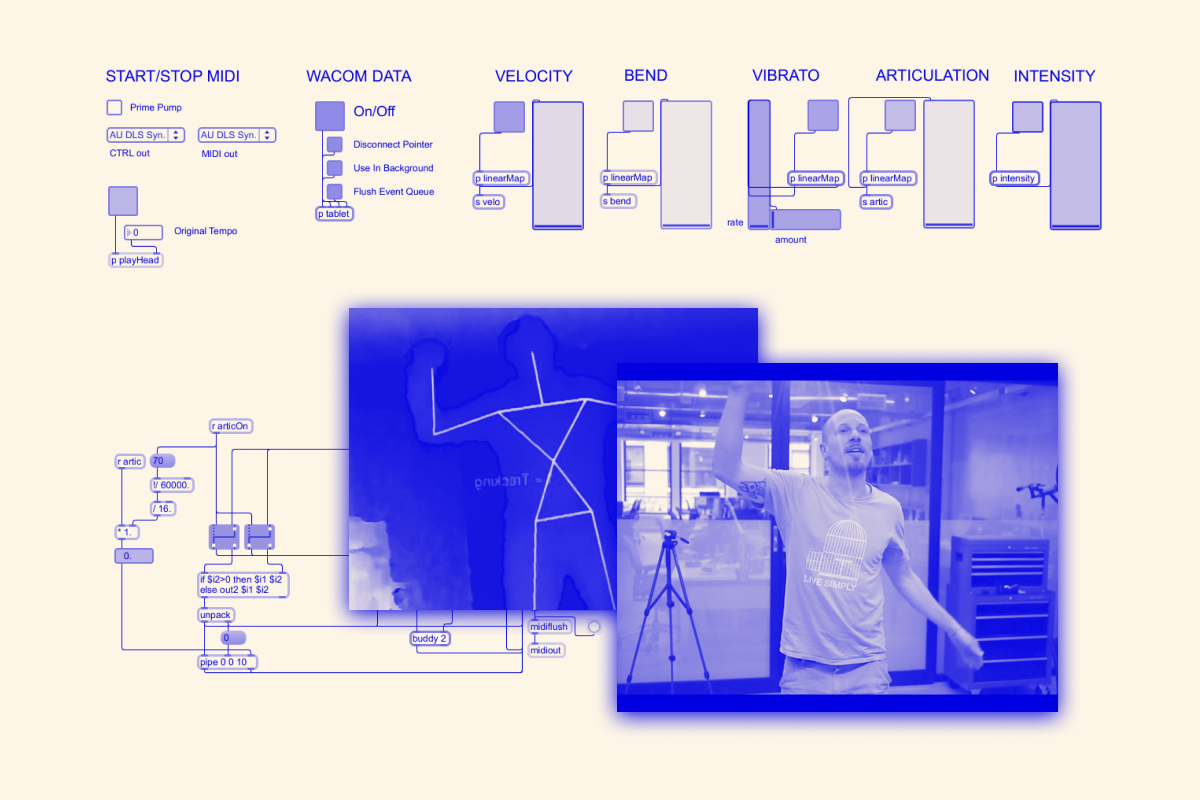 START/STOP MIDI
WACOM DATA
VELOCITY
BEND
VIBRATO
ARTICULATION
INTENSITY
Prime Pump
AU DLS Syn.
AU DLS Syn.
CTRL out
MIDI out
0
Original Tempo
p playHead
On/Off
Disconnect Pointer
Use In Background
Flush Event Queue
p tablet
p linearMap
s velo
p linearMap
s bend
p linearMap
rate
amount
p linearMap
s artic
p intensity
r articOn
r artic
70
!/ 60000.
/ 16.
* 1.
0.
if $i2>0 then $i1 $i2
else out2 $i1 $i2
unpack
0
pipe 0 0 10
buddy 2
midiflush
midiout
Tracking
LIVE SIMPLY